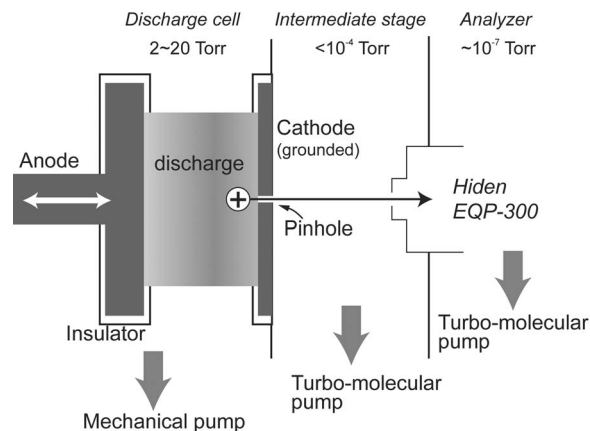 Discharge cell
2~20 Torr
Intermediate stage
<10⁻⁴ Torr
Analyzer
~10⁻⁷ Torr
Anode
discharge
Cathode
(grounded)
+
Pinhole
Hiden
EQP-300
Insulator
Mechanical pump
Turbo-molecular
pump
Turbo-molecular
pump